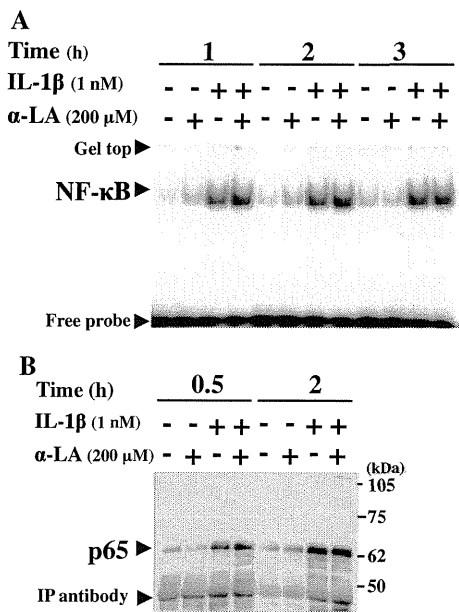 A
Time (h) 1 2 3
IL-1β (1 nM) - - + + - - + + - - + +
α-LA (200 μM) - + - + - + - + - + - +
Gel top
NF-κB
Free probe
B
Time (h) 0.5 2
IL-1β (1 nM) - - + + - - + +
α-LA (200 μM) - + - + - + - +
(kDa)
105
75
p65
62
50
IP antibody